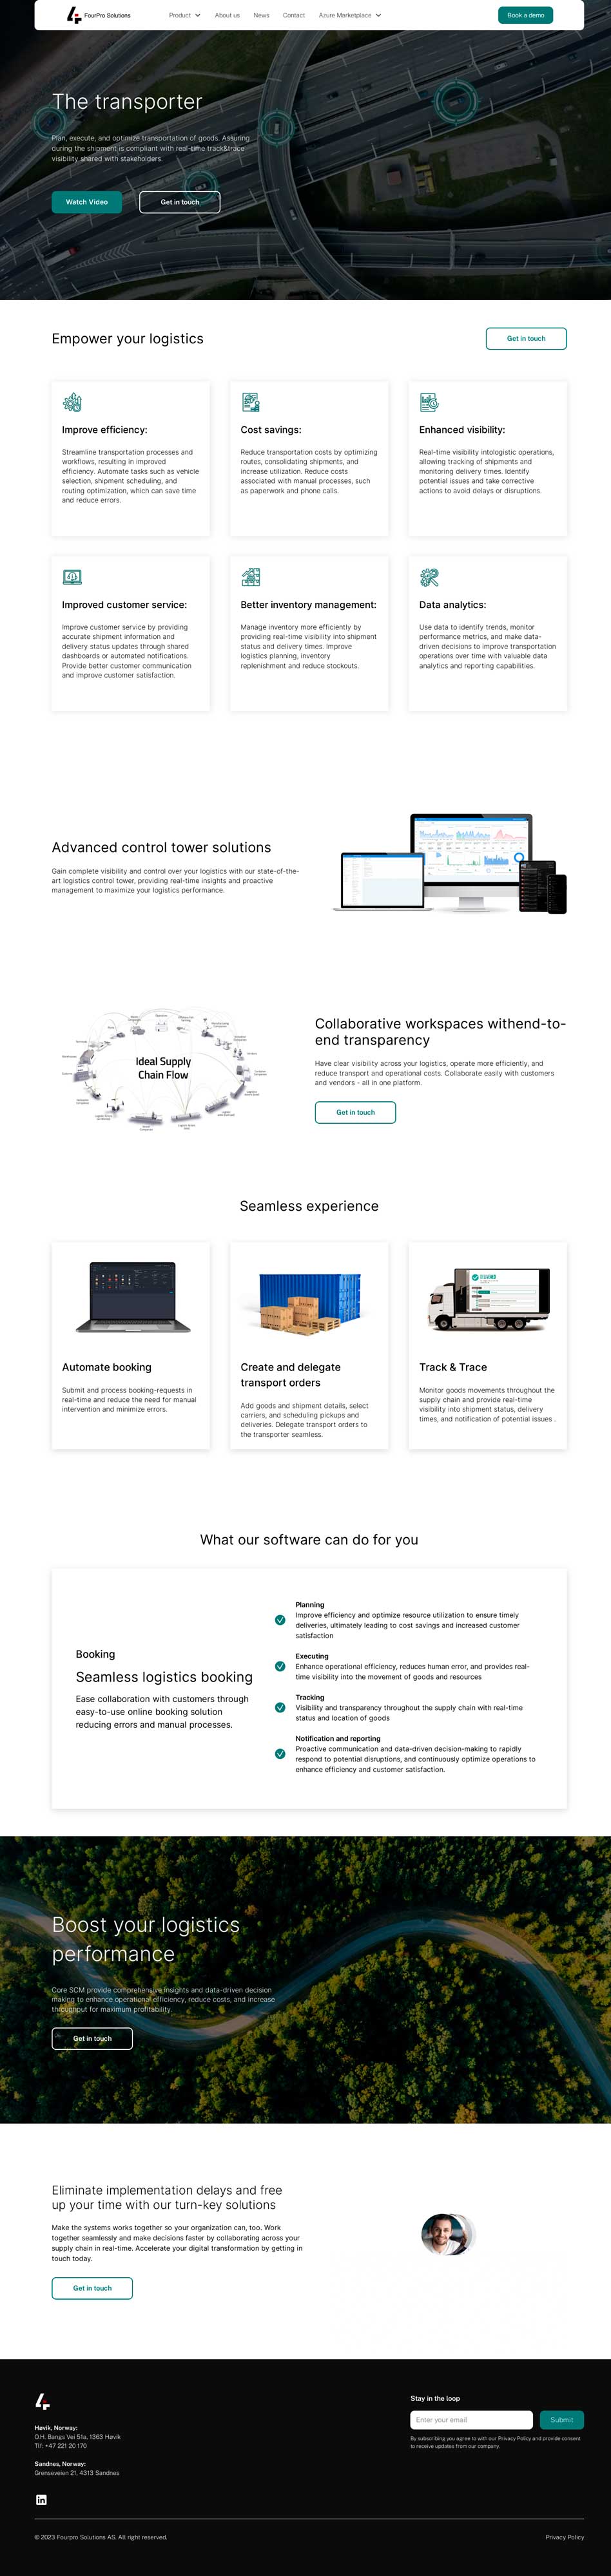 FourPro Solutions
Product
About us
News
Contact
Azure Marketplace
Book a demo
The transporter
Plan, execute, and optimize transportation of goods. Assuring
during the shipment is compliant with real-time track&trace
visibility shared with stakeholders.
Watch Video
Get in touch
Empower your logistics
Get in touch
Improve efficiency:
Streamline transportation processes and
workflows, resulting in improved
efficiency. Automate tasks such as vehicle
selection, shipment scheduling, and
routing optimization, which can save time
and reduce errors.
Cost savings:
Reduce transportation costs by optimizing
routes, consolidating shipments, and
increase utilization. Reduce costs
associated with manual processes, such
as paperwork and phone calls.
Enhanced visibility:
Real-time visibility intologistic operations,
allowing tracking of shipments and
monitoring delivery times. Identify
potential issues and take corrective
actions to avoid delays or disruptions.
Improved customer service:
Improve customer service by providing
accurate shipment information and
delivery status updates through shared
dashboards or automated notifications.
Provide better customer communication
and increase customer satisfaction.
Better inventory management:
Manage inventory more efficiently by
providing real-time visibility into shipment
status and delivery times. Improve
logistics planning, inventory
replenishment and reduce stockouts.
Data analytics:
Use data to identify trends, monitor
performance metrics, and make data-
driven decisions to improve transportation
operations over time with valuable data
analytics and reporting capabilities.
Advanced control tower solutions
Gain complete visibility and control over your logistics with our state-of-the-
art logistics control tower, providing real-time insights and proactive
management to maximize your logistics performance.
Ideal Supply
Chain Flow
Collaborative workspaces withend-to-
end transparency
Have clear visibility across your logistics, operate more efficiently, and
reduce transport and operational costs. Collaborate easily with customers
and vendors - all in one platform.
Get in touch
Seamless experience
Automate booking
Submit and process booking-requests in
real-time and reduce the need for manual
intervention and minimize errors.
Create and delegate
transport orders
Add goods and shipment details, select
carriers, and scheduling pickups and
deliveries. Delegate transport orders to
the transporter seamless.
Track & Trace
Monitor goods movements throughout the
supply chain and provide real-time
visibility into shipment status, delivery
times, and notification of potential issues .
What our software can do for you
Booking
Seamless logistics booking
Ease collaboration with customers through
easy-to-use online booking solution
reducing errors and manual processes.
Planning
Improve efficiency and optimize resource utilization to ensure timely
deliveries, ultimately leading to cost savings and increased customer
satisfaction
Executing
Enhance operational efficiency, reduces human error, and provides real-
time visibility into the movement of goods and resources
Tracking
Visibility and transparency throughout the supply chain with real-time
status and location of goods
Notification and reporting
Proactive communication and data-driven decision-making to rapidly
respond to potential disruptions, and continuously optimize operations to
enhance efficiency and customer satisfaction.
Boost your logistics
performance
Core SCM provide comprehensive insights and data-driven decision
making to enhance operational efficiency, reduce costs, and increase
throughput for maximum profitability.
Get in touch
Eliminate implementation delays and free
up your time with our turn-key solutions
Make the systems works together so your organization can, too. Work
together seamlessly and make decisions faster by collaborating across your
supply chain in real-time. Accelerate your digital transformation by getting in
touch today.
Get in touch
Høvik, Norway:
O.H. Bangs Vei 51a, 1363 Høvik
Tlf: +47 221 20 170
Sandnes, Norway:
Grenseveien 21, 4313 Sandnes
Stay in the loop
Enter your email
Submit
By subscribing you agree to with our Privacy Policy and provide consent
to receive updates from our company.
© 2023 Fourpro Solutions AS. All right reserved.
Privacy Policy